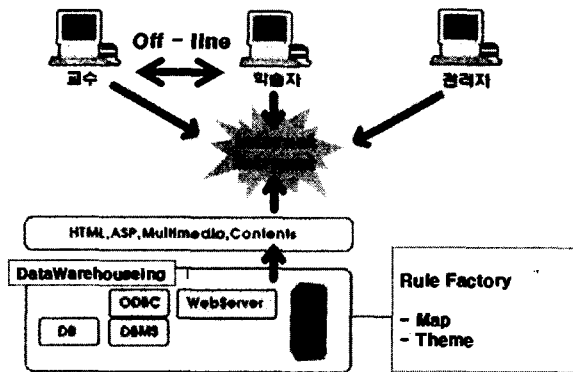 Off - line
교수
학습자
관리자
HTML,ASP,Multimedia,Contents
DataWarehouseing
ODBC
WebServer
DB
DBMS
Rule Factory
- Map
- Theme